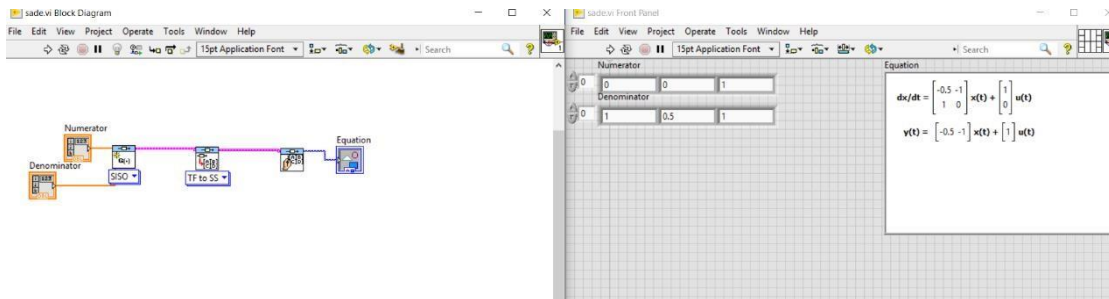 sade.vi Block Diagram
File Edit View Project Operate Tools Window Help
15pt Application Font
Search
Numerator
Denominator
SISO
TF to SS
Equation
sade.vi Front Panel
File Edit View Project Operate Tools Window Help
15pt Application Font
Search
Numerator
0 0 0 1
Denominator
0 1 0.5 1
Equation
dx/dt = [-0.5 -1
1 0] x(t) + [1
0] u(t)
y(t) = [-0.5 -1] x(t) + [1] u(t)